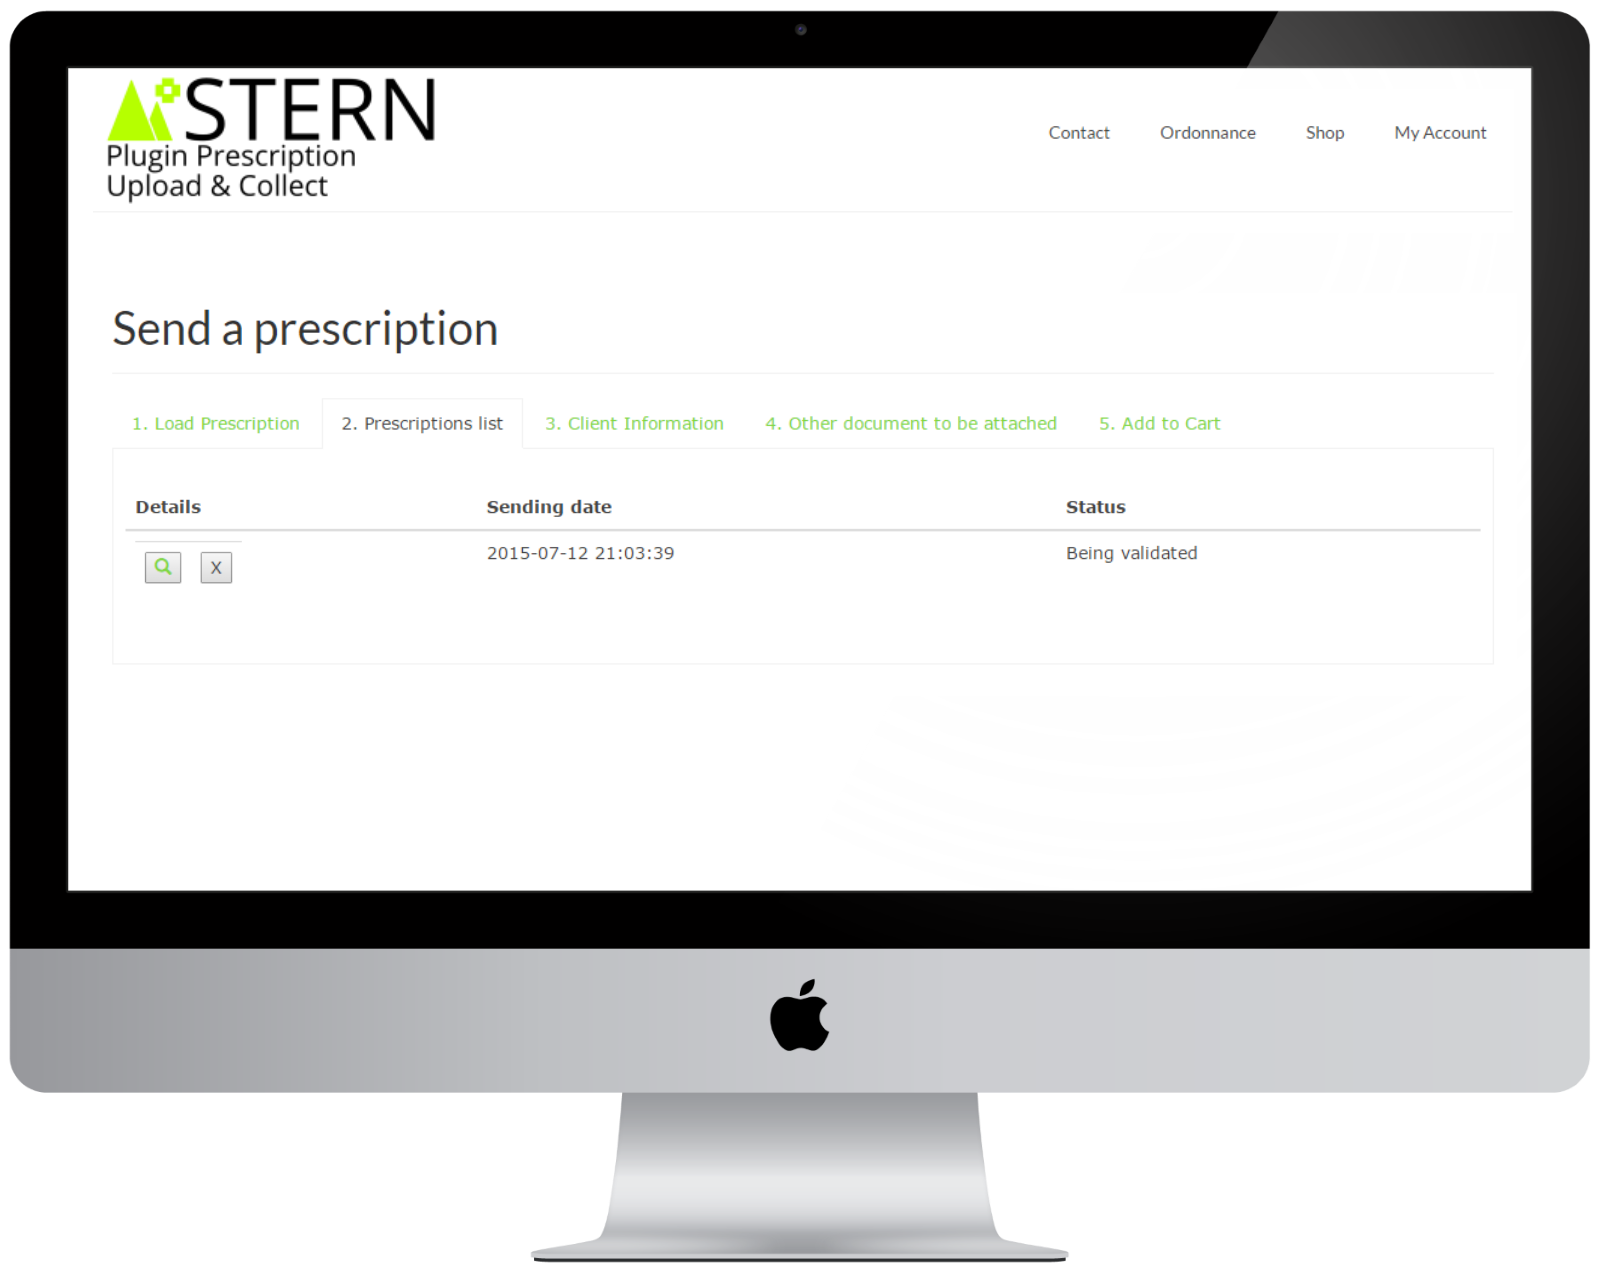 STERN
Plugin Prescription
Upload & Collect
Contact Ordonnance Shop My Account
Send a prescription
1. Load Prescription 2. Prescriptions list 3. Client Information 4. Other document to be attached 5. Add to Cart
Details Sending date Status
X 2015-07-12 21:03:39 Being validated